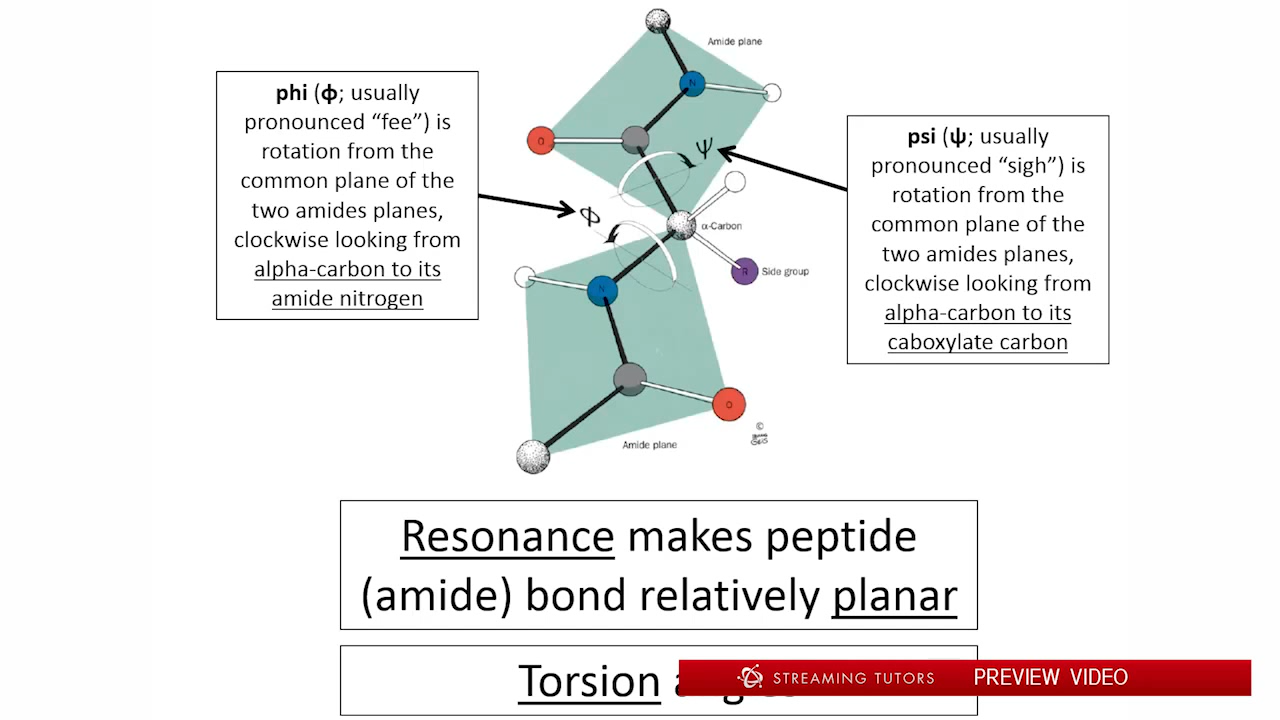 Amide plane
N
O
phi (ϕ; usually
pronounced “fee”) is
rotation from the
common plane of the
two amides planes,
clockwise looking from
alpha-carbon to its
amide nitrogen
ψ
psi (ψ; usually
pronounced “sigh”) is
rotation from the
common plane of the
two amides planes,
clockwise looking from
alpha-carbon to its
caboxylate carbon
ϕ
α-Carbon
R Side group
N
O
Amide plane
©
Resonance makes peptide
(amide) bond relatively planar
Torsion
STREAMING TUTORS PREVIEW VIDEO